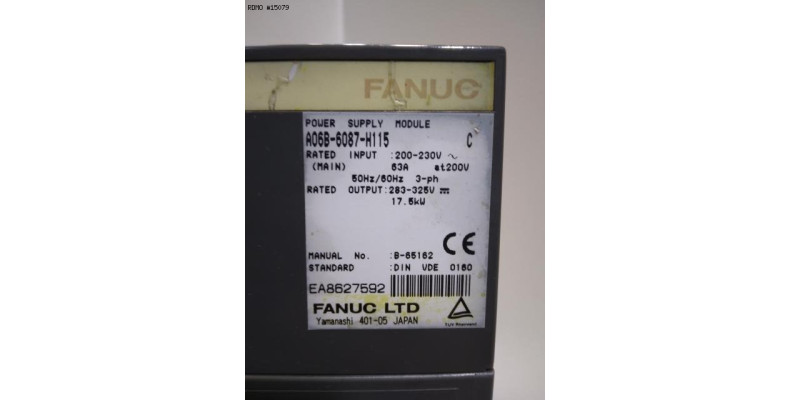 RDMO #15079
FANUC
POWER SUPPLY MODULE
A06B-6087-H115 C
RATED INPUT :200-230V ~
(MAIN) 63A at200V
50Hz/60Hz 3-ph
RATED OUTPUT:283-325V ⎓
17.5kW
MANUAL No. :B-65162
CE
STANDARD :DIN VDE 0160
EA8627592
FANUC LTD
Yamanashi 401-05 JAPAN